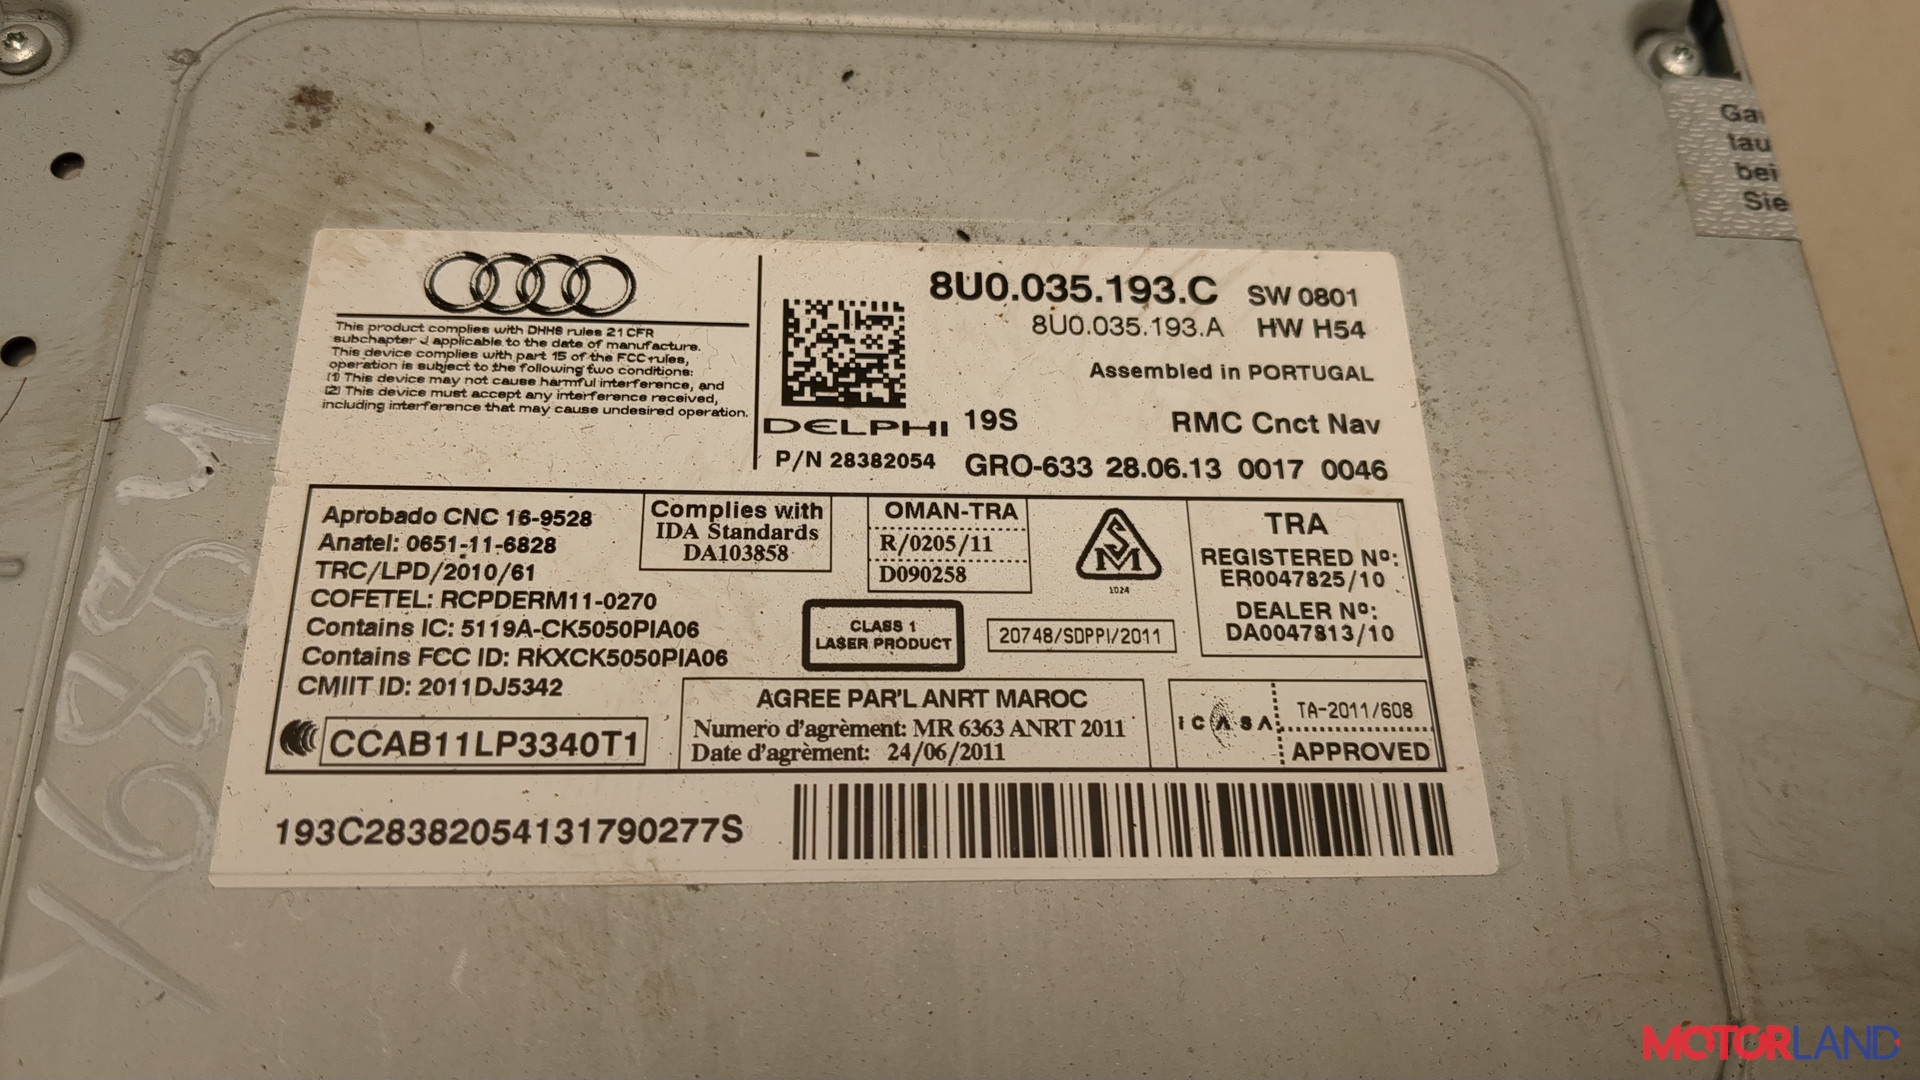 Ga
lau
bei
Sie
This product complies with DHHS rules 21 CFR
subchapter J applicable to the date of manufacture.
This device complies with part 15 of the FCC rules,
operation is subject to the following two conditions:
(1) This device may not cause harmful interference, and
(2) This device must accept any interference received,
including interference that may cause undesired operation.
8U0.035.193.C SW 0801
8U0.035.193.A HW H54
Assembled in PORTUGAL
DELPHI 19S RMC Cnct Nav
P/N 28382054 GRO-633 28.06.13 0017 0046
Aprobado CNC 16-9528
Anatel: 0651-11-6828
TRC/LPD/2010/61
COFETEL: RCPDERM11-0270
Contains IC: 5119A-CK5050PIA06
Contains FCC ID: RKXCK5050PIA06
CMIIT ID: 2011DJ5342
CCAB11LP3340T1
Complies with
IDA Standards
DA103858
OMAN-TRA
R/0205/11
D090258
SM
1024
TRA
REGISTERED Nº:
ER0047825/10
DEALER Nº:
DA0047813/10
CLASS 1
LASER PRODUCT
20748/SDPPI/2011
AGREE PAR'L ANRT MAROC
Numero d'agrèment: MR 6363 ANRT 2011
Date d'agrèment: 24/06/2011
ICASA
TA-2011/608
APPROVED
193C28382054131790277S
MOTORLAND